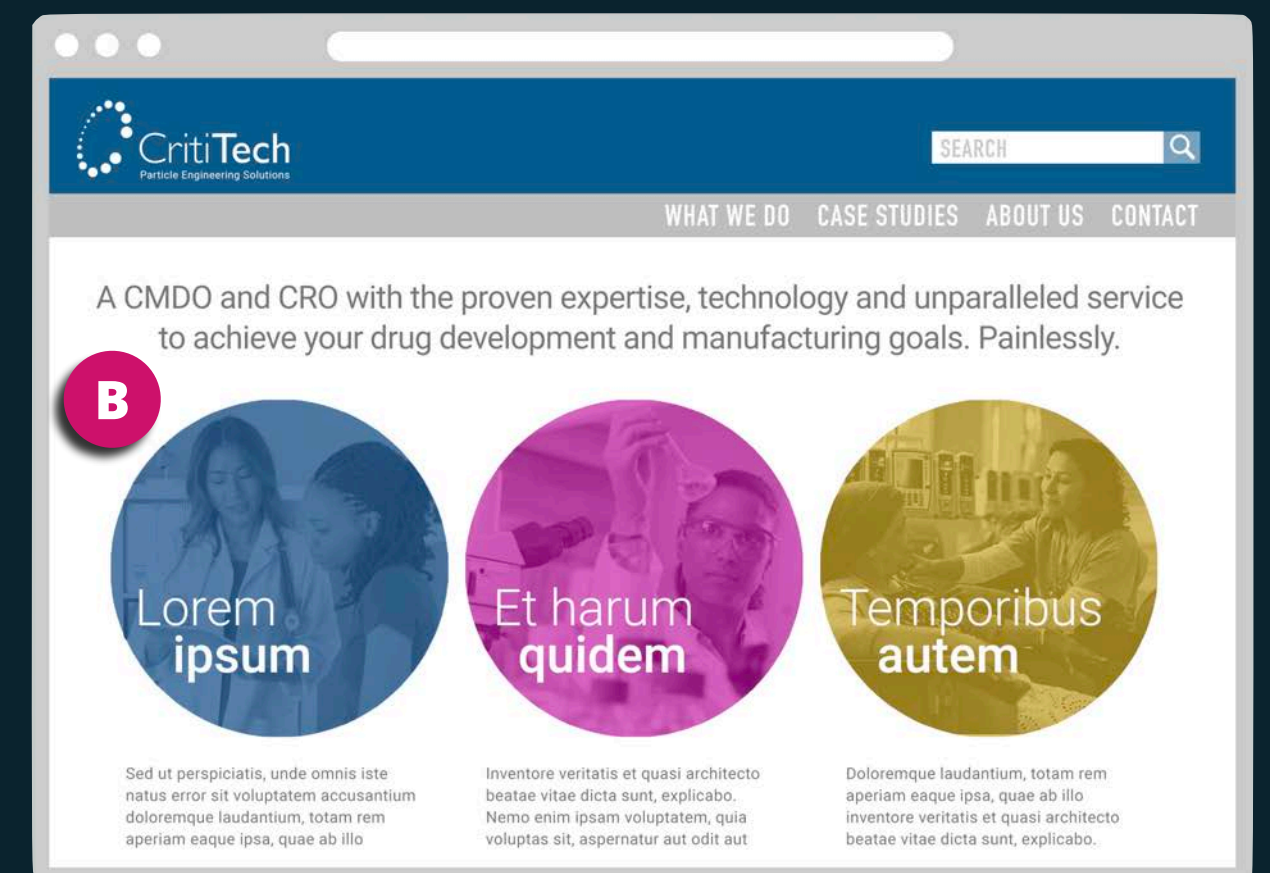 CritiTech
Particle Engineering Solutions
SEARCH
WHAT WE DO CASE STUDIES ABOUT US CONTACT
A CMDO and CRO with the proven expertise, technology and unparalleled service
to achieve your drug development and manufacturing goals. Painlessly.
B
Lorem
ipsum
Sed ut perspiciatis, unde omnis iste
natus error sit voluptatem accusantium
doloremque laudantium, totam rem
aperiam eaque ipsa, quae ab illo
Et harum
quidem
Inventore veritatis et quasi architecto
beatae vitae dicta sunt, explicabo.
Nemo enim ipsam voluptatem, quia
voluptas sit, aspernatur aut odit aut
Temporibus
autem
Doloremque laudantium, totam rem
aperiam eaque ipsa, quae ab illo
inventore veritatis et quasi architecto
beatae vitae dicta sunt, explicabo.